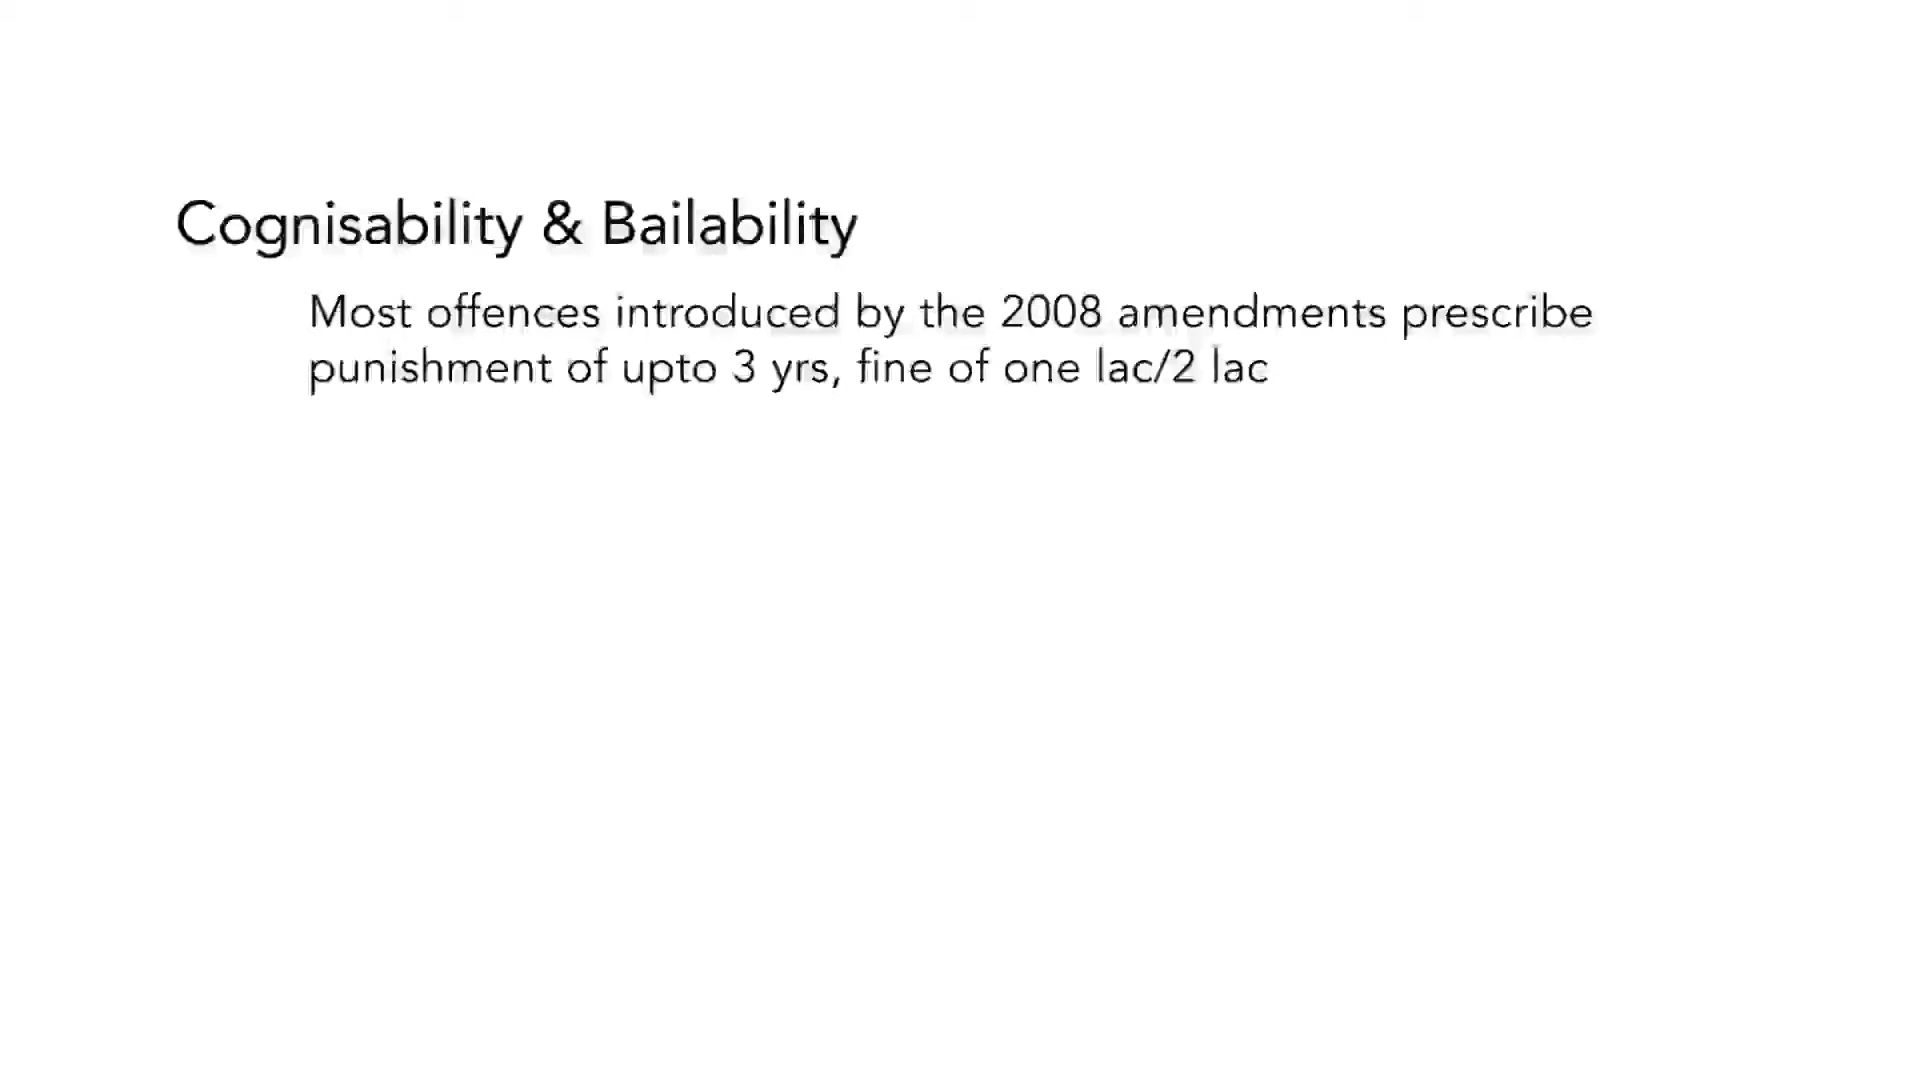 Cognisability & Bailability
Most offences introduced by the 2008 amendments prescribe
punishment of upto 3 yrs, fine of one lac/2 lac